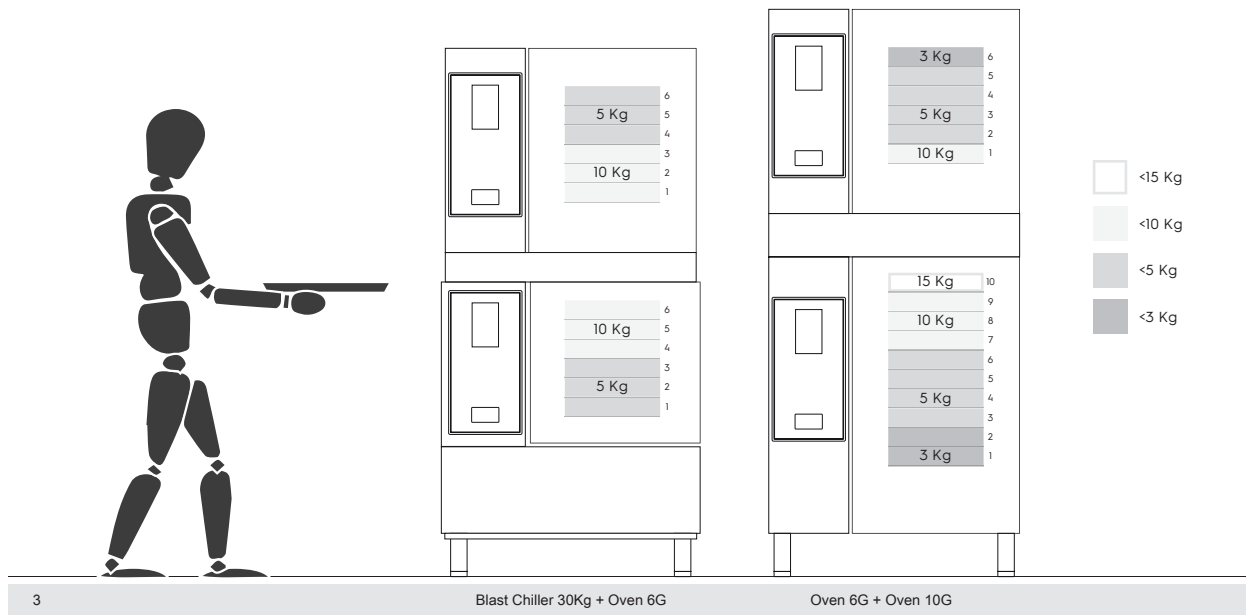 6
5 Kg 5
4
3
10 Kg 2
1
6
10 Kg 5
4
3
5 Kg 2
1
3 Kg 6
5
4
5 Kg 3
2
10 Kg 1
15 Kg 10
9
10 Kg 8
7
6
5
5 Kg 4
3
2
3 Kg 1
<15 Kg
<10 Kg
<5 Kg
<3 Kg
3 Blast Chiller 30Kg + Oven 6G Oven 6G + Oven 10G